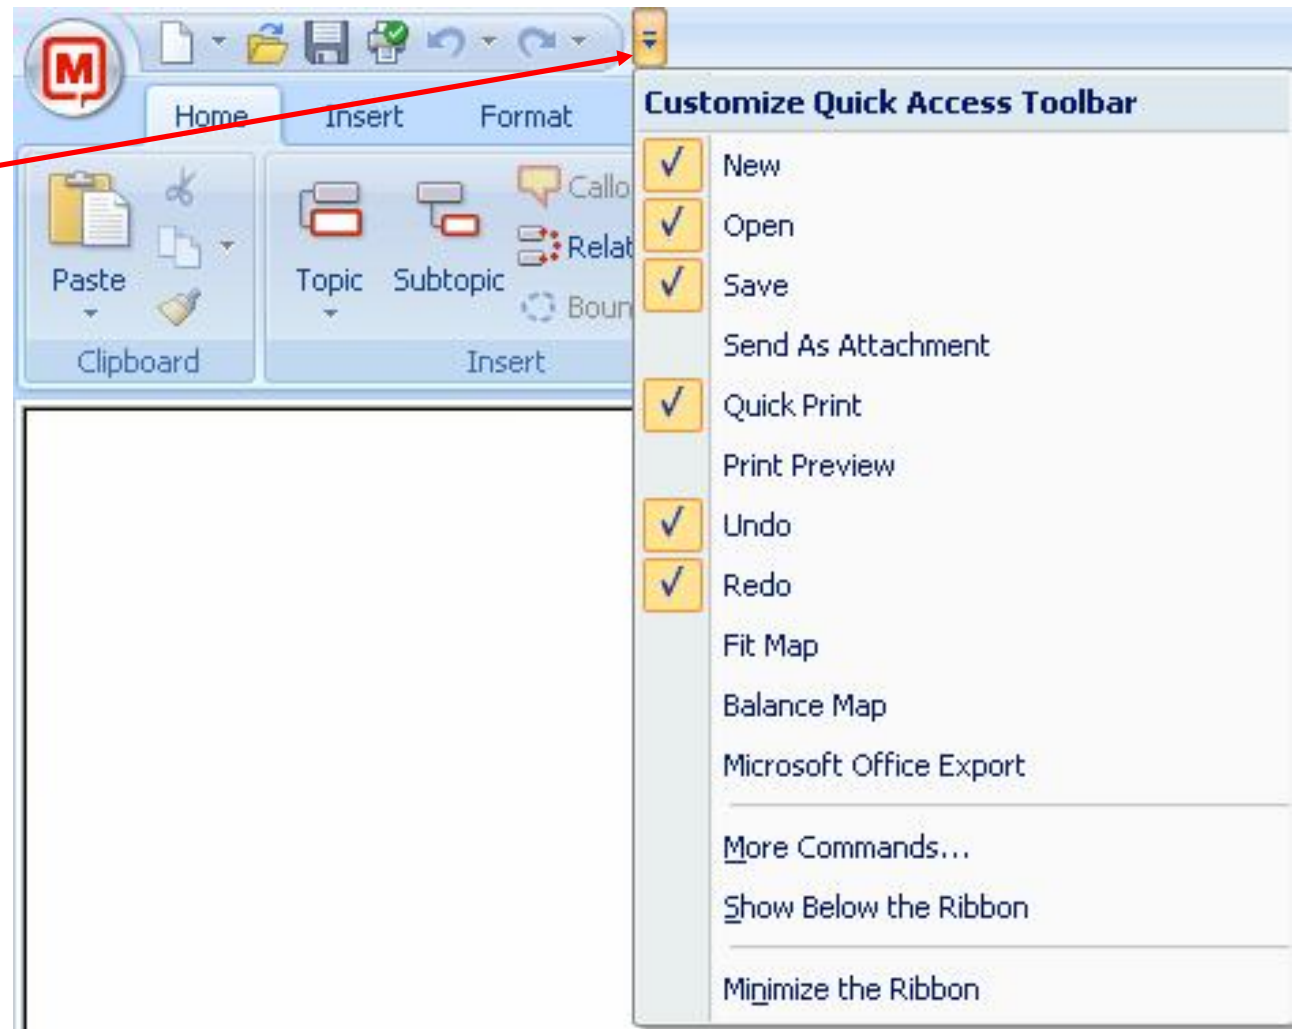 M
Home Insert Format
Callo
Relat
Boun
Paste Topic Subtopic
Clipboard Insert
Customize Quick Access Toolbar
New
Open
Save
Send As Attachment
Quick Print
Print Preview
Undo
Redo
Fit Map
Balance Map
Microsoft Office Export
More Commands...
Show Below the Ribbon
Minimize the Ribbon